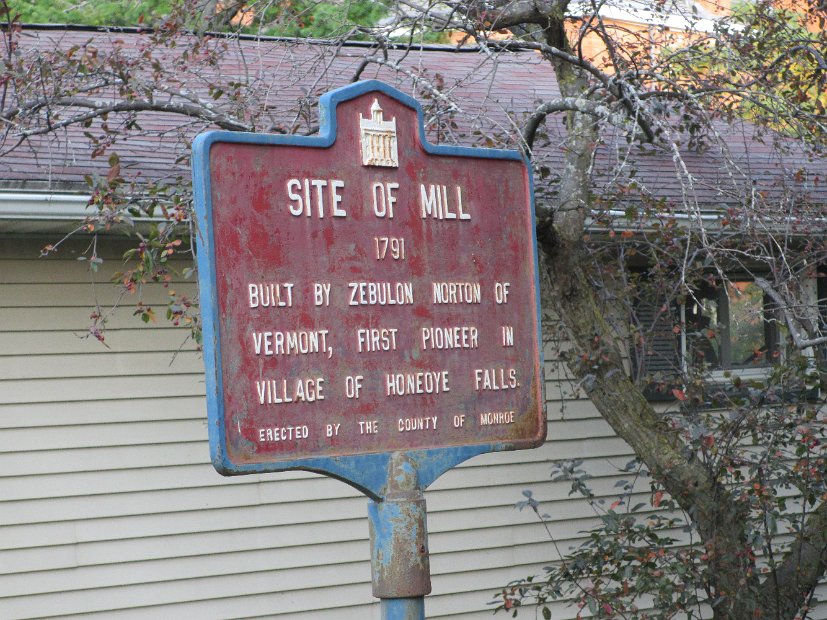 SITE OF MILL
1791
BUILT BY ZEBULON NORTON OF
VERMONT, FIRST PIONEER IN
VILLAGE OF HONEOYE FALLS.
ERECTED BY THE COUNTY OF MONROE